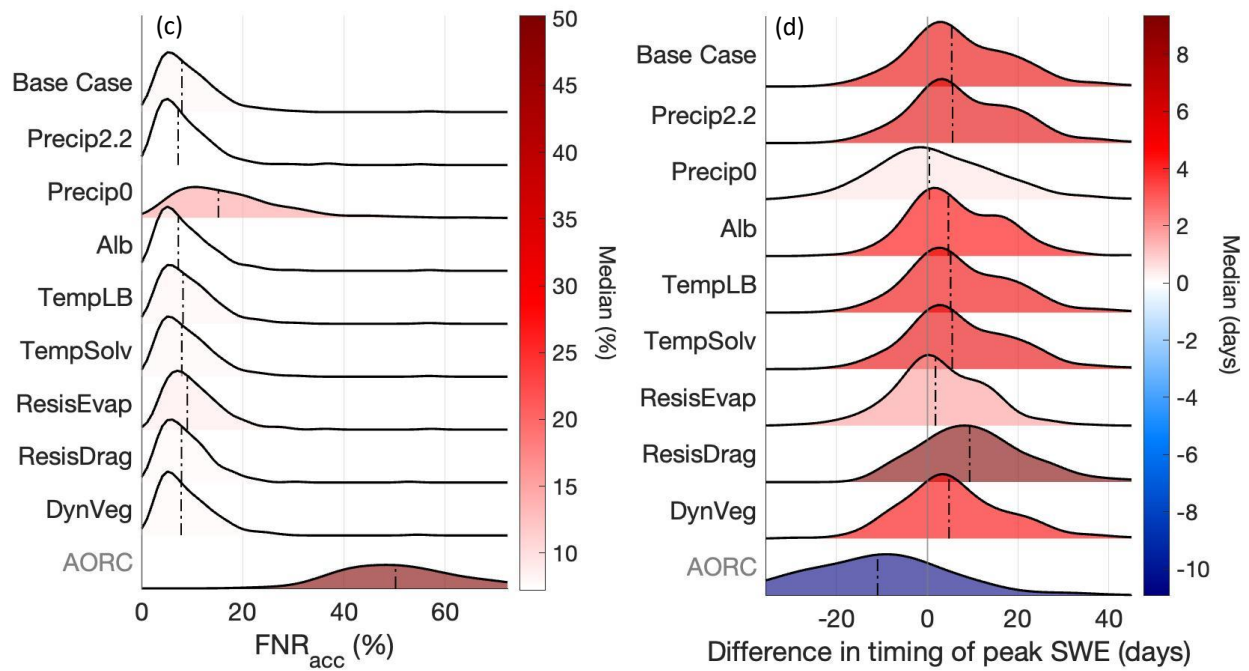 (c)
Base Case
Precip2.2
Precip0
Alb
TempLB
TempSolv
ResisEvap
ResisDrag
DynVeg
AORC
0 20 40 60
FNRacc (%)
50
45
40
35
30
25
20
15
10
Median (%)
(d)
Base Case
Precip2.2
Precip0
Alb
TempLB
TempSolv
ResisEvap
ResisDrag
DynVeg
AORC
-20 0 20 40
Difference in timing of peak SWE (days)
8
6
4
2
0
-2
-4
-6
-8
-10
Median (days)